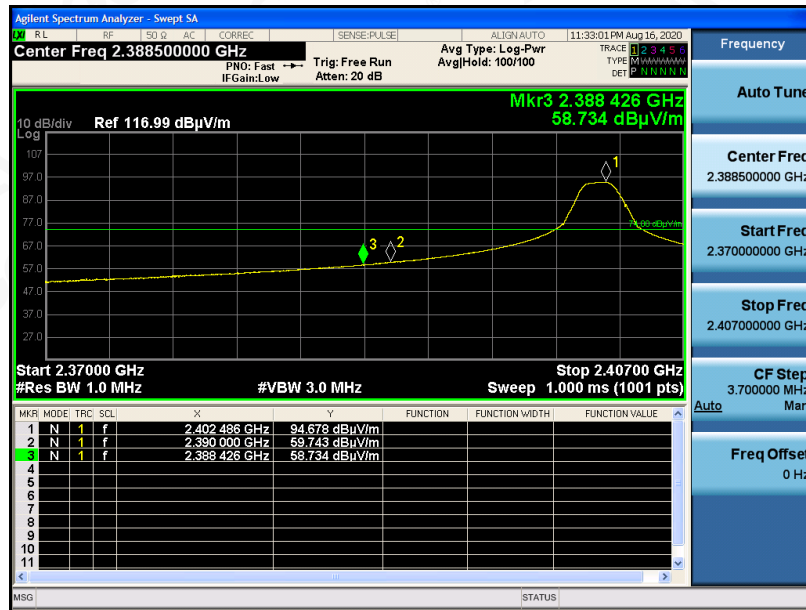 Agilent Spectrum Analyzer - Swept SA
LXI RL RF 50 Ω AC CORREC SENSE:PULSE ALIGN AUTO 11:33:01 PM Aug 16, 2020
Center Freq 2.388500000 GHz
PNO: Fast
IFGain:Low
Trig: Free Run
Atten: 20 dB
Avg Type: Log-Pwr
Avg|Hold: 100/100
TRACE 1 2 3 4 5 6
TYPE M WWWWW
DET P N N N N N
Mkr3 2.388 426 GHz
58.734 dBµV/m
10 dB/div Ref 116.99 dBµV/m
Log
107
97.0
87.0
77.0
67.0
57.0
47.0
37.0
27.0
1
2
3
74.00 dBµV/m
Start 2.37000 GHz Stop 2.40700 GHz
#Res BW 1.0 MHz #VBW 3.0 MHz Sweep 1.000 ms (1001 pts)
MKR MODE TRC SCL X Y FUNCTION FUNCTION WIDTH FUNCTION VALUE
1 N 1 f 2.402 486 GHz 94.678 dBµV/m
2 N 1 f 2.390 000 GHz 59.743 dBµV/m
3 N 1 f 2.388 426 GHz 58.734 dBµV/m
4
5
6
7
8
9
10
11
MSG STATUS
Frequency
Auto Tune
Center Freq
2.388500000 GHz
Start Freq
2.370000000 GHz
Stop Freq
2.407000000 GHz
CF Step
3.700000 MHz
Auto Man
Freq Offset
0 Hz